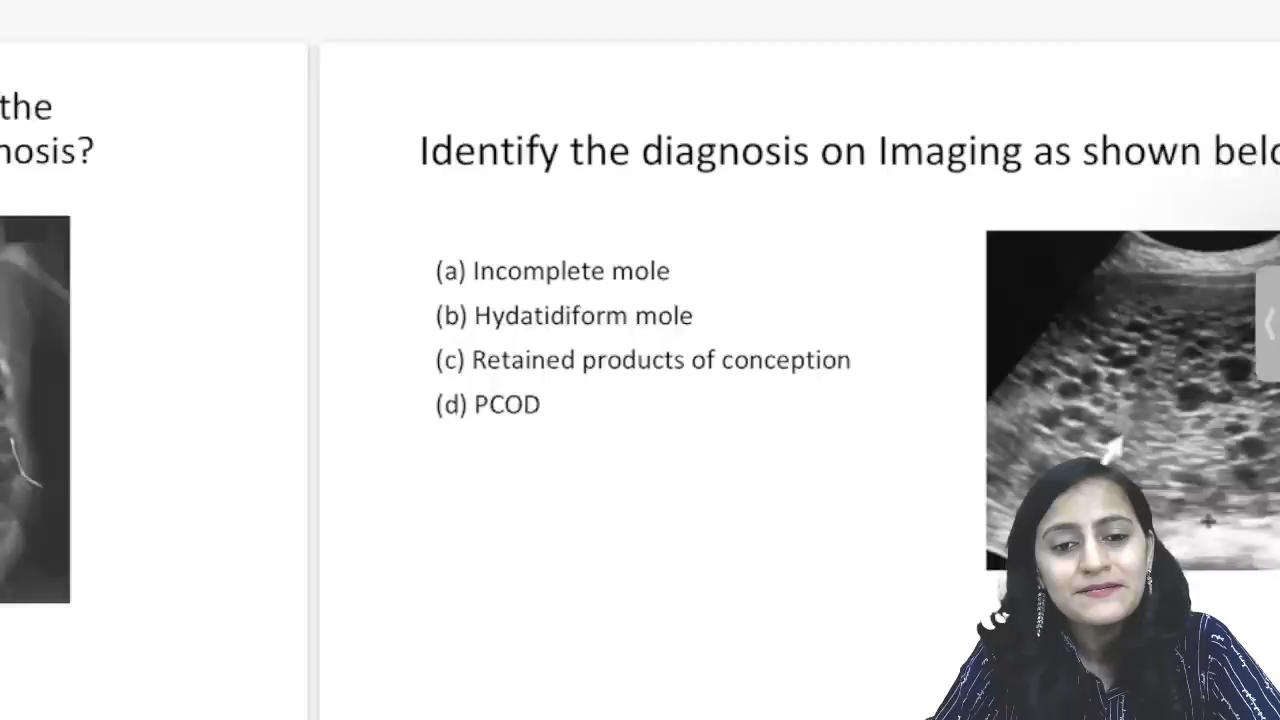 the
nosis?
Identify the diagnosis on Imaging as shown belo
(a) Incomplete mole
(b) Hydatidiform mole
(c) Retained products of conception
(d) PCOD